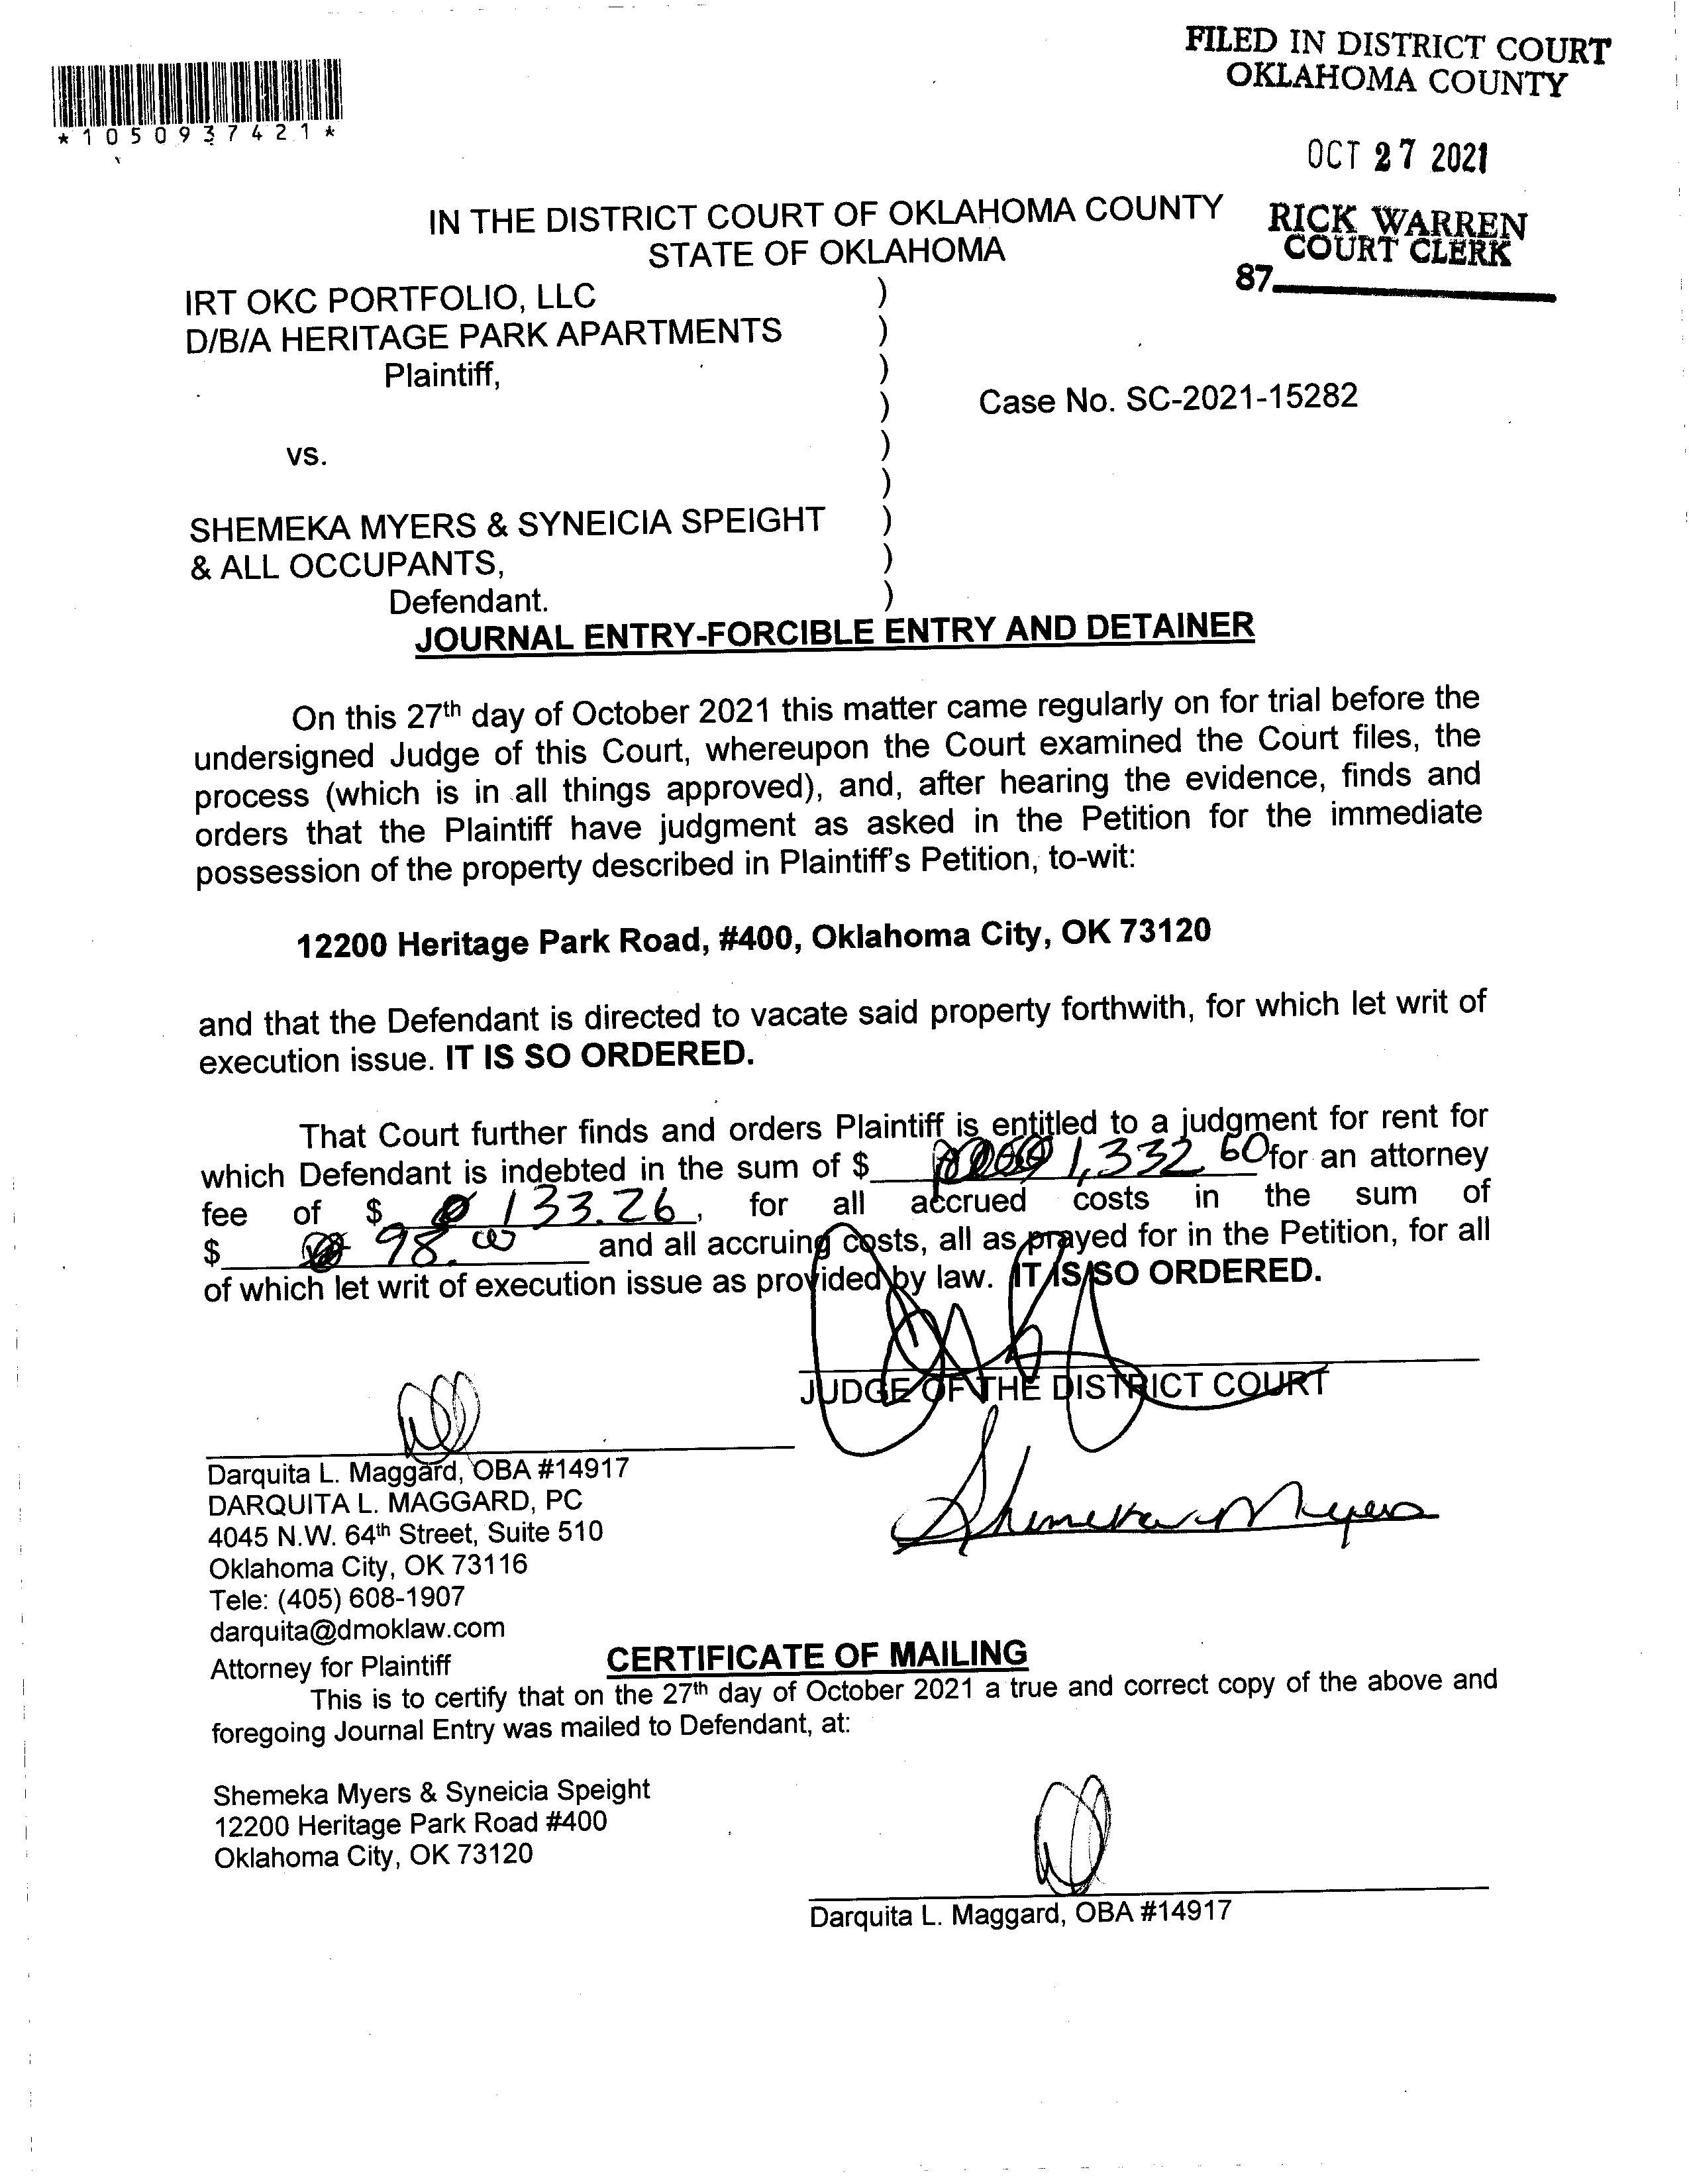 FILED IN DISTRICT COURT
OKLAHOMA COUNTY
*1050937421*
OCT 27 2021
RICK WARREN
COURT CLERK
87
IN THE DISTRICT COURT OF OKLAHOMA COUNTY
STATE OF OKLAHOMA
IRT OKC PORTFOLIO, LLC )
D/B/A HERITAGE PARK APARTMENTS )
Plaintiff, )
) Case No. SC-2021-15282
vs. )
)
SHEMEKA MYERS & SYNEICIA SPEIGHT )
& ALL OCCUPANTS, )
Defendant. )
JOURNAL ENTRY-FORCIBLE ENTRY AND DETAINER
On this 27th day of October 2021 this matter came regularly on for trial before the
undersigned Judge of this Court, whereupon the Court examined the Court files, the
process (which is in all things approved), and, after hearing the evidence, finds and
orders that the Plaintiff have judgment as asked in the Petition for the immediate
possession of the property described in Plaintiff's Petition, to-wit:
12200 Heritage Park Road, #400, Oklahoma City, OK 73120
and that the Defendant is directed to vacate said property forthwith, for which let writ of
execution issue. IT IS SO ORDERED.
That Court further finds and orders Plaintiff is entitled to a judgment for rent for
which Defendant is indebted in the sum of $ 1,332.60 for an attorney
fee of $ 133.26, for all accrued costs in the sum of
$ 98.00 and all accruing costs, all as prayed for in the Petition, for all
of which let writ of execution issue as provided by law. IT IS SO ORDERED.
JUDGE OF THE DISTRICT COURT
Shemeka Myers
Darquita L. Maggard, OBA #14917
DARQUITA L. MAGGARD, PC
4045 N.W. 64th Street, Suite 510
Oklahoma City, OK 73116
Tele: (405) 608-1907
darquita@dmoklaw.com
Attorney for Plaintiff
CERTIFICATE OF MAILING
This is to certify that on the 27th day of October 2021 a true and correct copy of the above and
foregoing Journal Entry was mailed to Defendant, at:
Shemeka Myers & Syneicia Speight
12200 Heritage Park Road #400
Oklahoma City, OK 73120
Darquita L. Maggard, OBA #14917